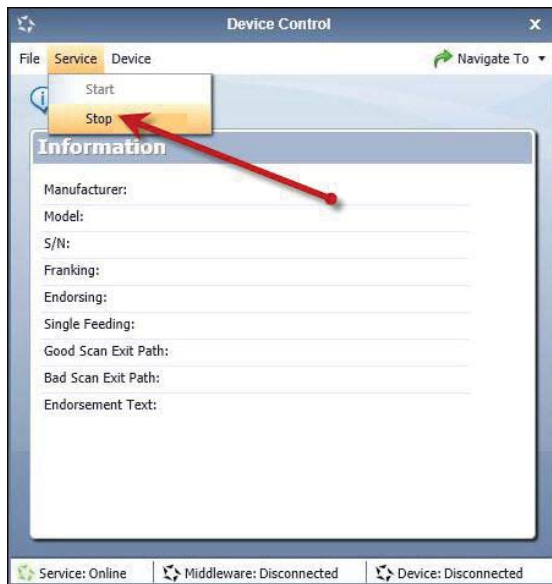 Device Control X
File Service Device Navigate To
Start
Stop
Information
Manufacturer:
Model:
S/N:
Franking:
Endorsing:
Single Feeding:
Good Scan Exit Path:
Bad Scan Exit Path:
Endorsement Text:
Service: Online Middleware: Disconnected Device: Disconnected